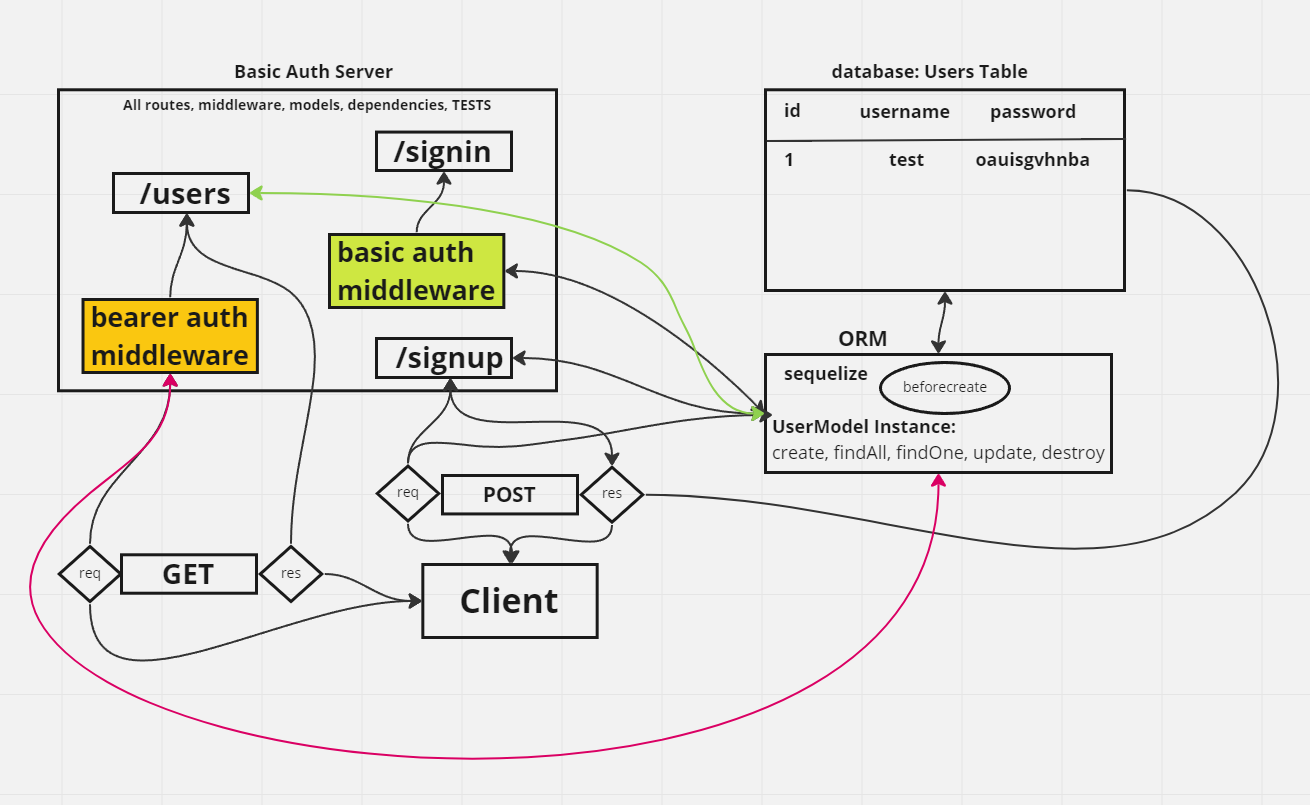 Basic Auth Server
All routes, middleware, models, dependencies, TESTS
/signin
/users
basic auth
middleware
bearer auth
middleware
/signup
database: Users Table
id username password
1 test oauisgvhnba
ORM
sequelize
beforecreate
UserModel Instance:
create, findAll, findOne, update, destroy
req
POST
res
req
GET
res
Client